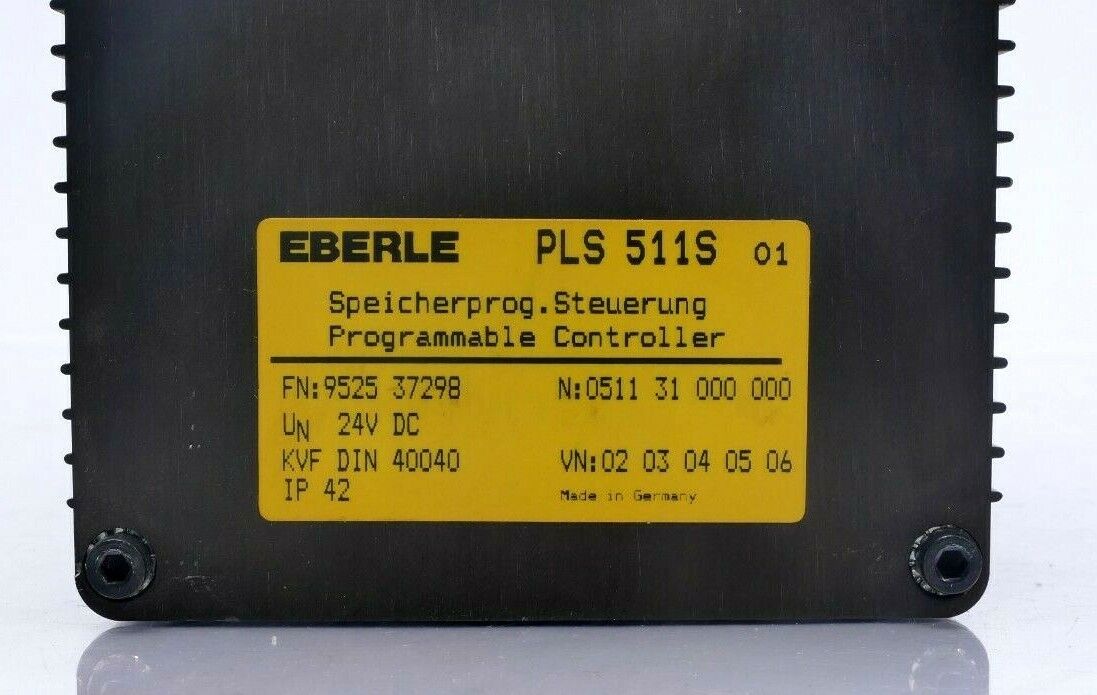 EBERLE PLS 511S 01
Speicherprog.Steuerung
Programmable Controller
FN:9525 37298 N:0511 31 000 000
UN 24V DC
KVF DIN 40040 VN:02 03 04 05 06
IP 42 Made in Germany